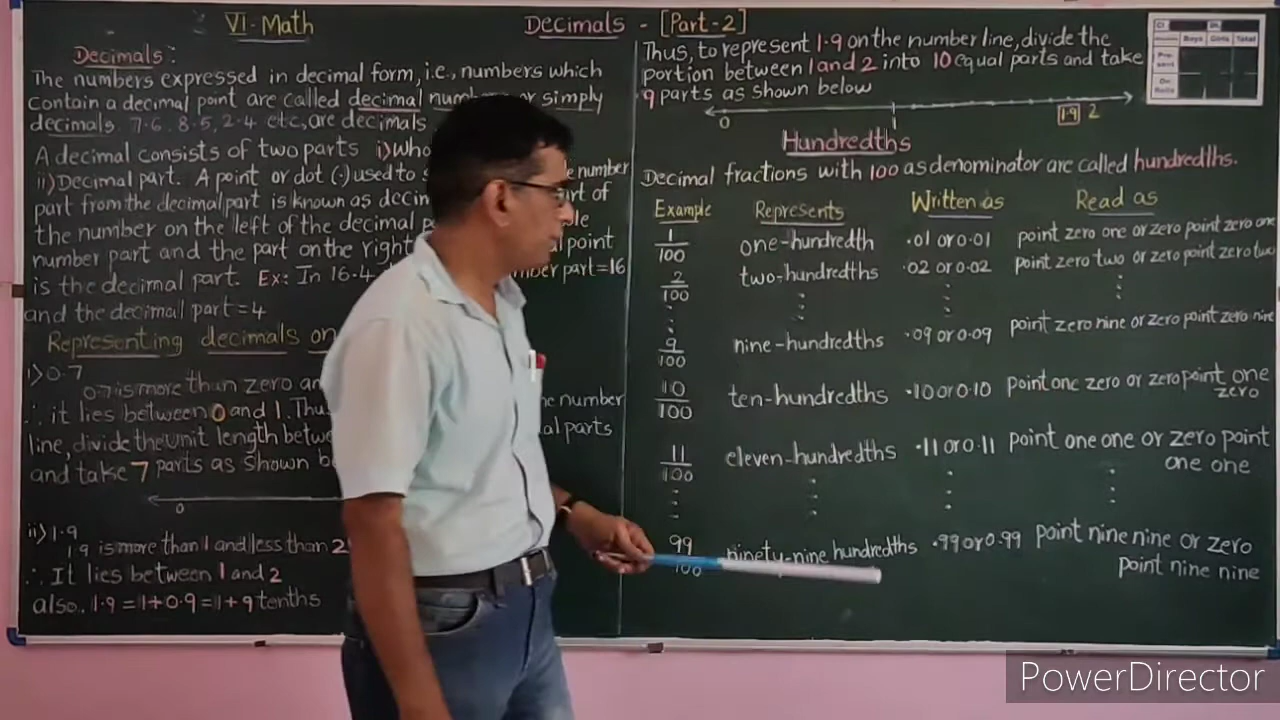 VI- Math
Decimals - [Part-2]
Decimals:
The numbers expressed in decimal form, i.e., numbers which
contain a decimal point are called decimal or simply
decimals. 7.6, 8.5, 2.4 etc, are decimals
A decimal consists of two parts i)
ii) Decimal part. A point or dot (·) used to number
part from the decimal part is known as
the number on the left of the decimal
number part and the part on the right point
is the decimal part. Ex: In 16.4 part=16
and the decimal part=4
Representing decimals on
i) 0.7
0.7 is more than zero
∴ it lies between 0 and 1. number
line, divide the unit length parts
and take 7 parts as shown
0
ii) 1.9
1.9 is more than 1 and less than 2
∴ It lies between 1 and 2
also. 1.9 = 1+0.9 = 1+9 tenths
Thus, to represent 1.9 on the number line, divide the
portion between 1 and 2 into 10 equal parts and take
9 parts as shown below
0 1 1.9 2
Hundredths
Decimal fractions with 100 as denominator are called hundredths.
Example Represents Written as Read as
1/100 one-hundredth .01 or 0.01 point zero one or zero point zero one
2/100 two-hundredths .02 or 0.02 point zero two or zero point zero two
9/100 nine-hundredths .09 or 0.09 point zero nine or zero point zero nine
10/100 ten-hundredths .10 or 0.10 point one zero or zero point one
zero
11/100 eleven-hundredths .11 or 0.11 point one one or zero point
one one
99/100 ninety-nine hundredths .99 or 0.99 point nine nine or zero
point nine nine
Boys Girls Total
PowerDirector